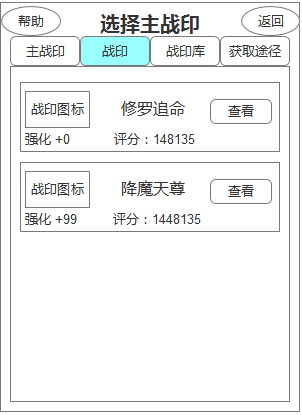 帮助 选择主战印 返回
主战印 战印 战印库 获取途径
战印图标 修罗追命 查看
强化 +0 评分：148135
战印图标 降魔天尊 查看
强化 +99 评分：1448135